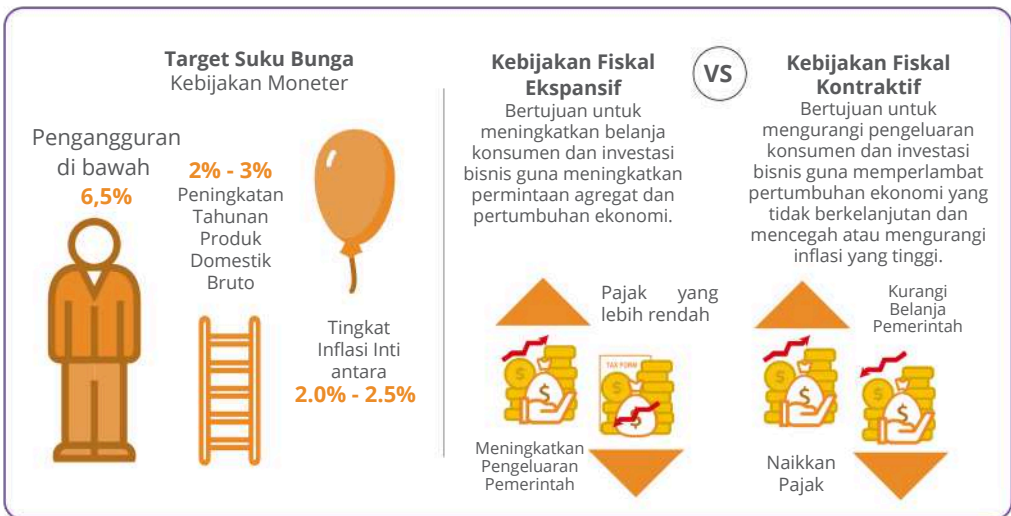 Target Suku Bunga
Kebijakan Moneter
Pengangguran
di bawah
6,5%
2% - 3%
Peningkatan
Tahunan
Produk
Domestik
Bruto
Tingkat
Inflasi Inti
antara
2.0% - 2.5%
Kebijakan Fiskal
Ekspansif
Bertujuan untuk
meningkatkan belanja
konsumen dan investasi
bisnis guna meningkatkan
permintaan agregat dan
pertumbuhan ekonomi.
Pajak yang
lebih rendah
TAX FORM
$
$
$
$
Meningkatkan
Pengeluaran
Pemerintah
VS
Kebijakan Fiskal
Kontraktif
Bertujuan untuk
mengurangi pengeluaran
konsumen dan investasi
bisnis guna memperlambat
pertumbuhan ekonomi yang
tidak berkelanjutan dan
mencegah atau mengurangi
inflasi yang tinggi.
Kurangi
Belanja
Pemerintah
$
$
$
$
Naikkan
Pajak